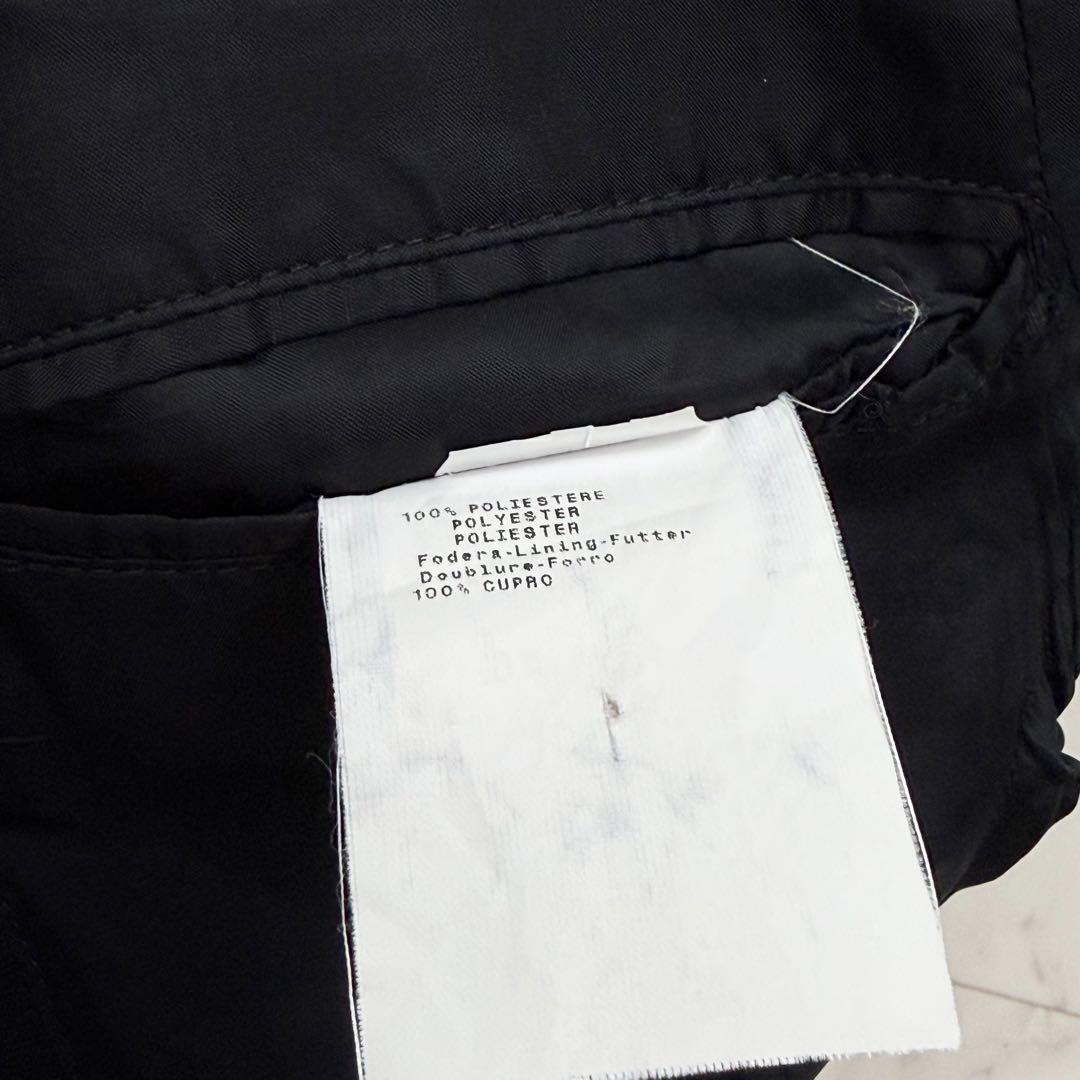 100% POLIESTERE
POLYESTER
POLIESTER
Fodera-Lining-Futter
Doublure-Forro
100% CUPRO